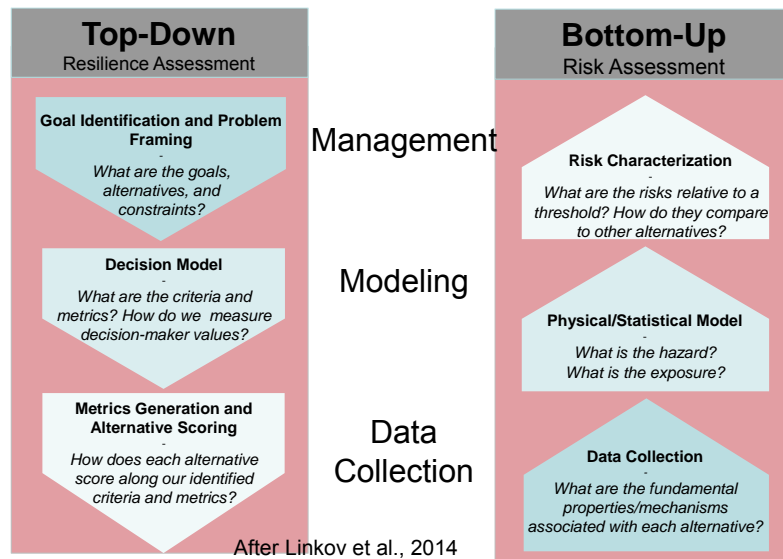 Top-Down
Resilience Assessment
Goal Identification and Problem
Framing
-
What are the goals,
alternatives, and
constraints?
Decision Model
-
What are the criteria and
metrics? How do we measure
decision-maker values?
Metrics Generation and
Alternative Scoring
-
How does each alternative
score along our identified
criteria and metrics?
Management
Modeling
Data
Collection
After Linkov et al., 2014
Bottom-Up
Risk Assessment
Risk Characterization
-
What are the risks relative to a
threshold? How do they compare
to other alternatives?
Physical/Statistical Model
-
What is the hazard?
What is the exposure?
Data Collection
-
What are the fundamental
properties/mechanisms
associated with each alternative?